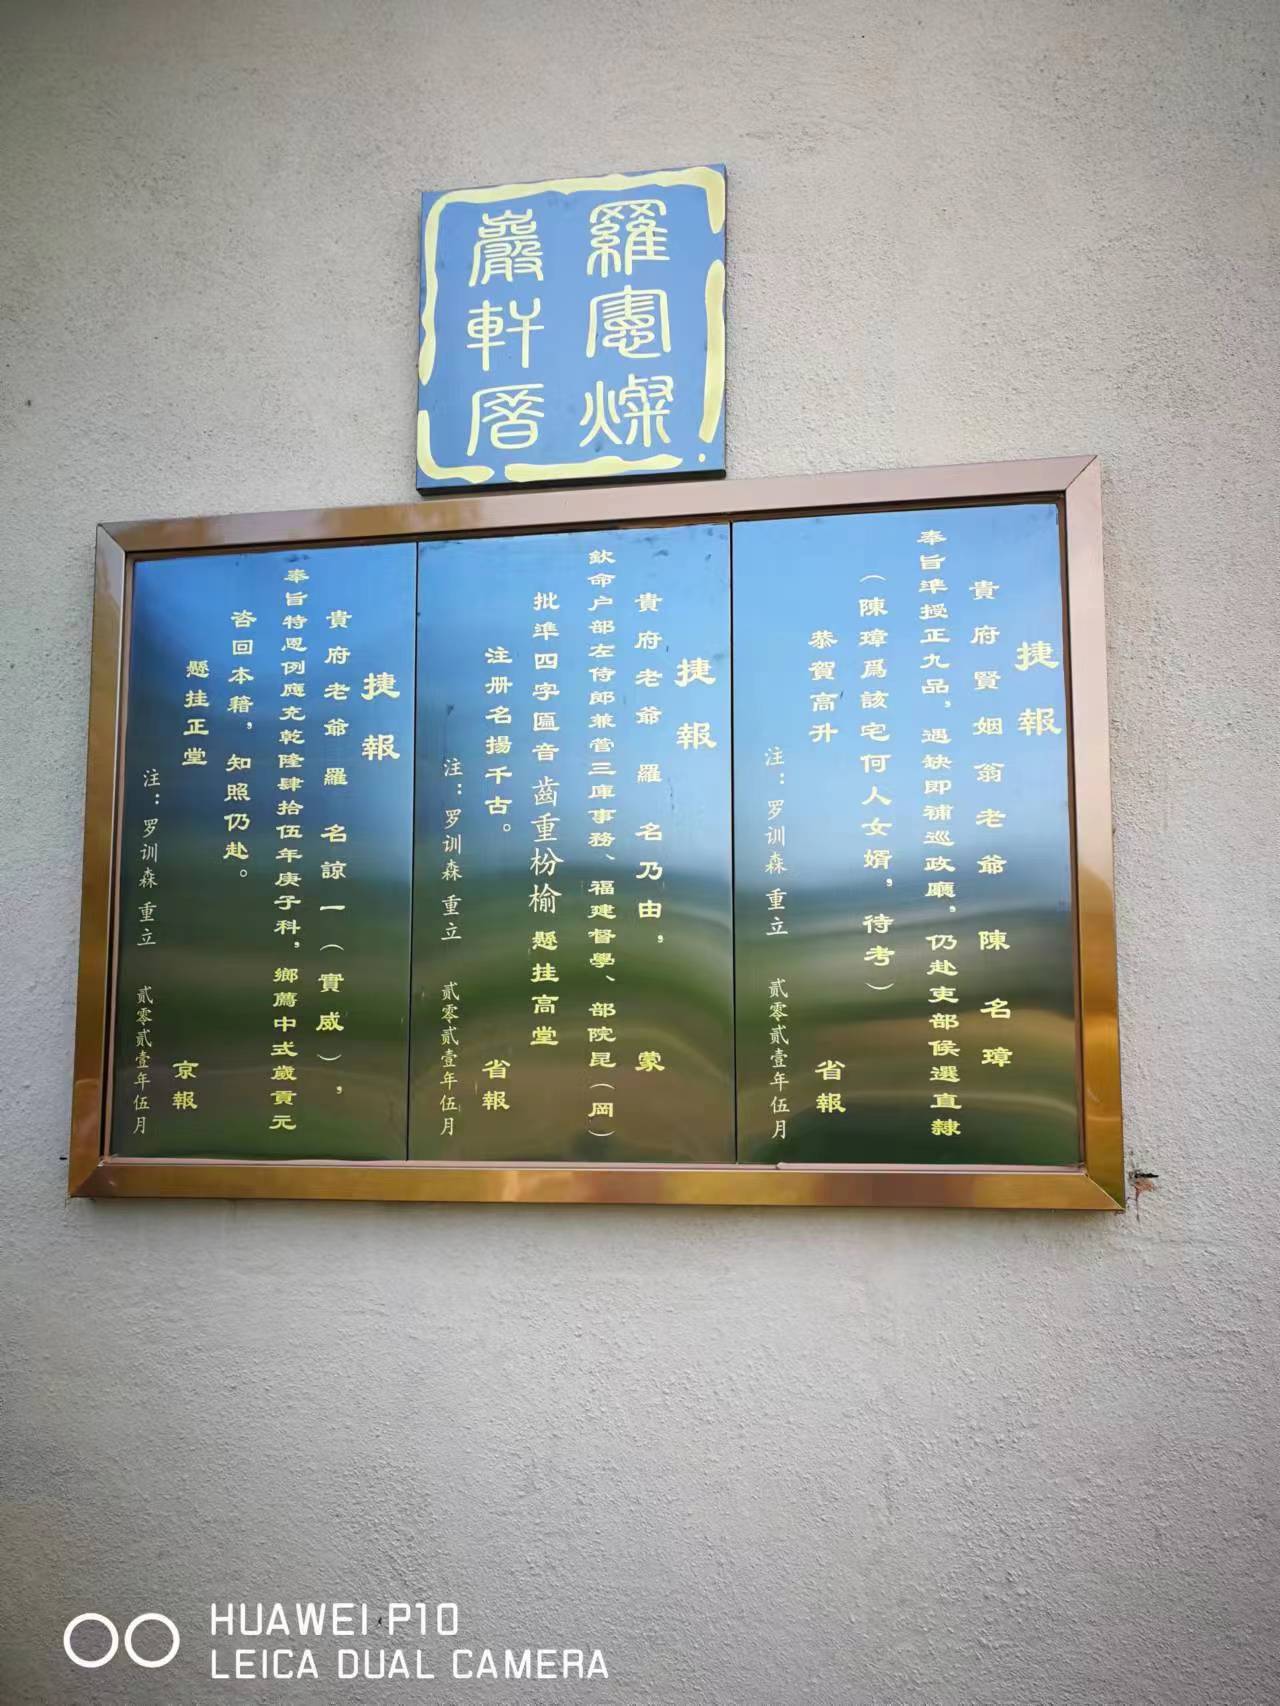 羅憲燦
巖軒厝
捷報
貴府賢姻翁老爺陳名璋
奉旨準授正九品，遇缺即補巡政廳，仍赴吏部候選直隸
（陳璋爲該宅何人女婿，待考）
恭賀高升
省報
注：罗训森 重立 贰零贰壹年伍月
捷報
貴府老爺羅 名乃由， 蒙
欽命户部左侍郎兼管三庫事務、福建督學、部院昆（岡）
批準四字匾音 齒重枌榆 懸挂高堂
注册名揚千古。
省報
注：罗训森 重立 贰零贰壹年伍月
捷報
貴府老爺羅 名諒一（實威），
奉旨特恩例應充乾隆肆拾伍年庚子科，鄉薦中式歲貢元
咨回本籍，知照仍赴。
懸挂正堂
京報
注：罗训森 重立 贰零贰壹年伍月
HUAWEI P10
LEICA DUAL CAMERA